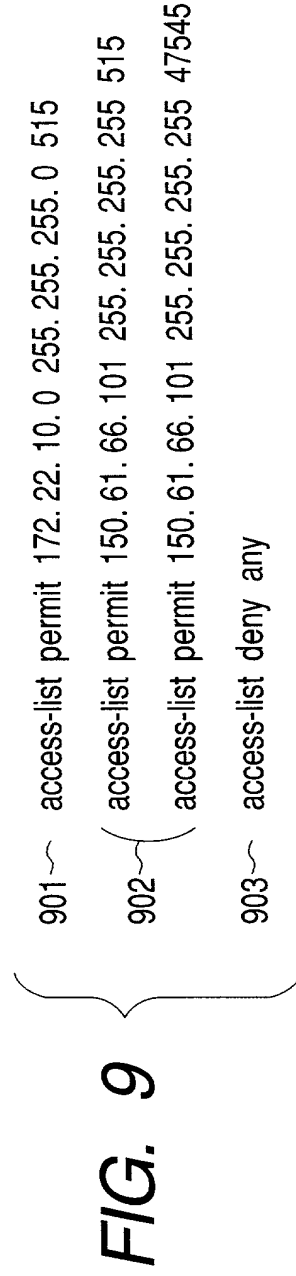 FIG. 9
901 access-list permit 172.22.10.0 255.255.255.0 515
902 access-list permit 150.61.66.101 255.255.255.255 515
access-list permit 150.61.66.101 255.255.255.255 47545
903 access-list deny any